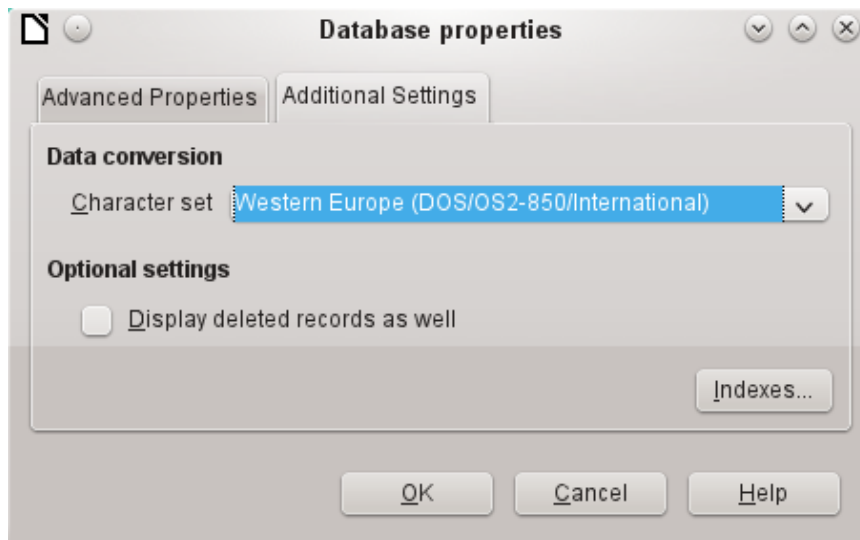 Database properties
Advanced Properties
Additional Settings
Data conversion
Character set Western Europe (DOS/OS2-850/International)
Optional settings
Display deleted records as well
Indexes...
OK Cancel Help